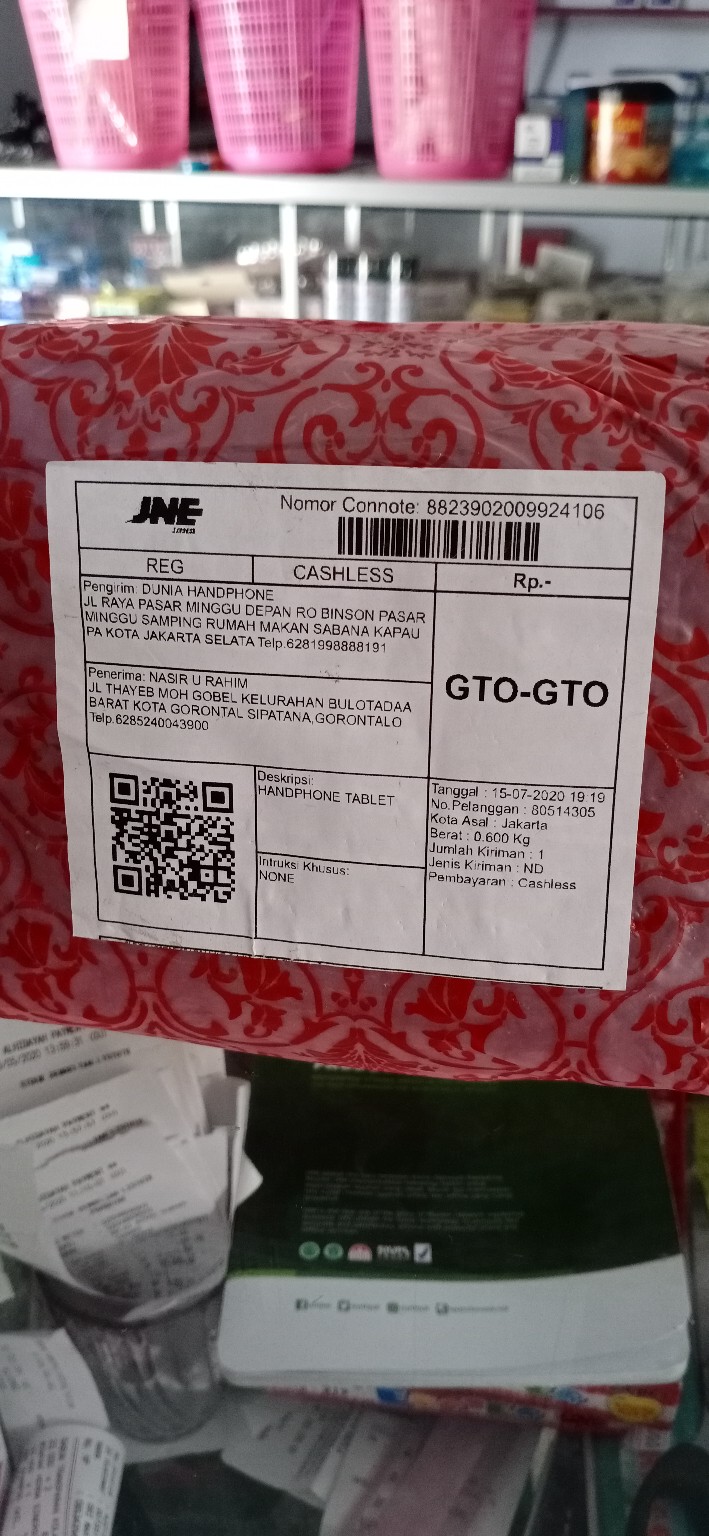 JNE
EXPRESS
Nomor Connote: 8823902009924106
REG
CASHLESS
Rp.-
Pengirim: DUNIA HANDPHONE
JL RAYA PASAR MINGGU DEPAN RO BINSON PASAR
MINGGU SAMPING RUMAH MAKAN SABANA KAPAU
PA KOTA JAKARTA SELATA Telp.6281998888191
Penerima: NASIR U RAHIM
JL THAYEB MOH GOBEL KELURAHAN BULOTADAA
BARAT KOTA GORONTAL SIPATANA,GORONTALO
Telp.6285240043900
GTO-GTO
Deskripsi:
HANDPHONE TABLET
Intruksi Khusus:
NONE
Tanggal : 15-07-2020 19:19
No.Pelanggan : 80514305
Kota Asal : Jakarta
Berat : 0.600 Kg
Jumlah Kiriman : 1
Jenis Kiriman : ND
Pembayaran : Cashless